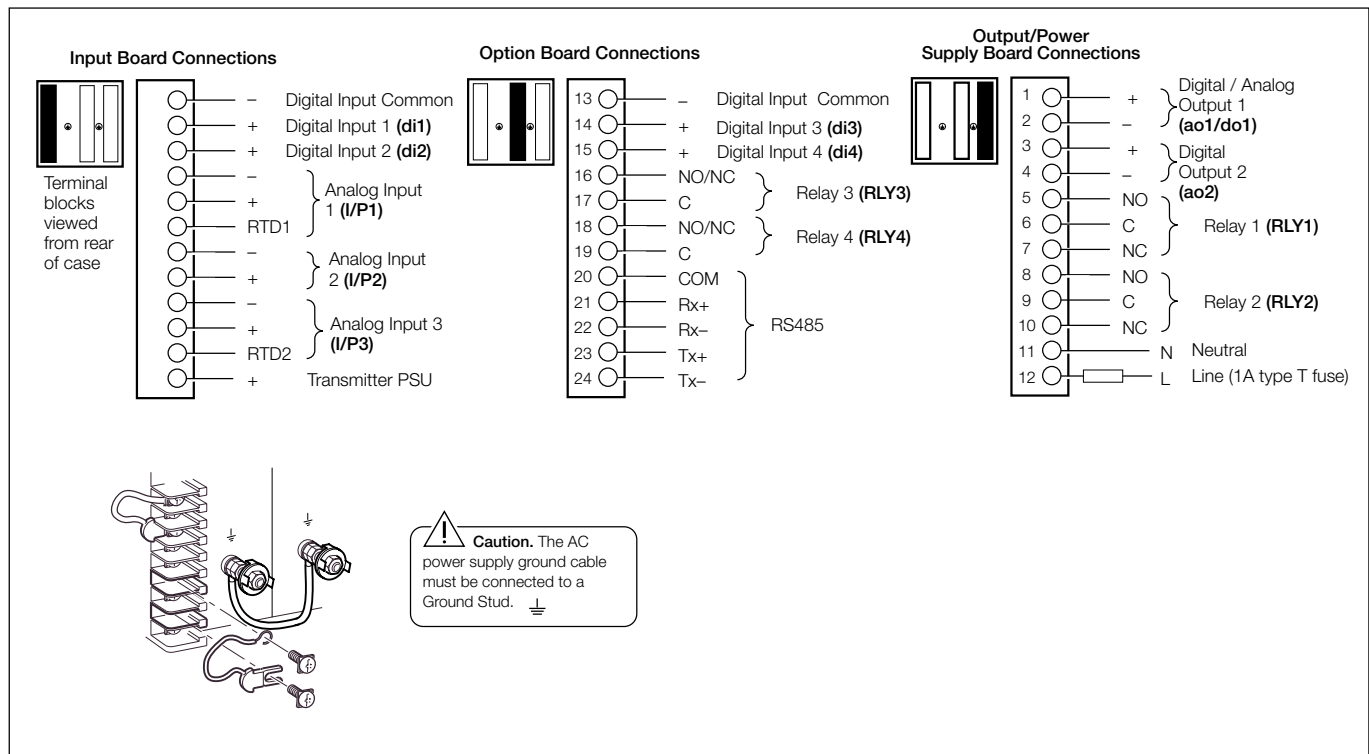 Input Board Connections
– Digital Input Common
+ Digital Input 1 (di1)
+ Digital Input 2 (di2)
–
+
RTD1
Analog Input
1 (I/P1)
–
+
Analog Input
2 (I/P2)
–
+
RTD2
Analog Input 3
(I/P3)
+ Transmitter PSU
Terminal
blocks
viewed
from rear
of case
Option Board Connections
13 – Digital Input Common
14 + Digital Input 3 (di3)
15 + Digital Input 4 (di4)
16 NO/NC
17 C
Relay 3 (RLY3)
18 NO/NC
19 C
Relay 4 (RLY4)
20 COM
21 Rx+
22 Rx–
23 Tx+
24 Tx–
RS485
Output/Power
Supply Board Connections
1 +
2 –
Digital / Analog
Output 1
(ao1/do1)
3 +
4 –
Digital
Output 2
(ao2)
5 NO
6 C
7 NC
Relay 1 (RLY1)
8 NO
9 C
10 NC
Relay 2 (RLY2)
11 N Neutral
12 L Line (1A type T fuse)
Caution. The AC
power supply ground cable
must be connected to a
Ground Stud.